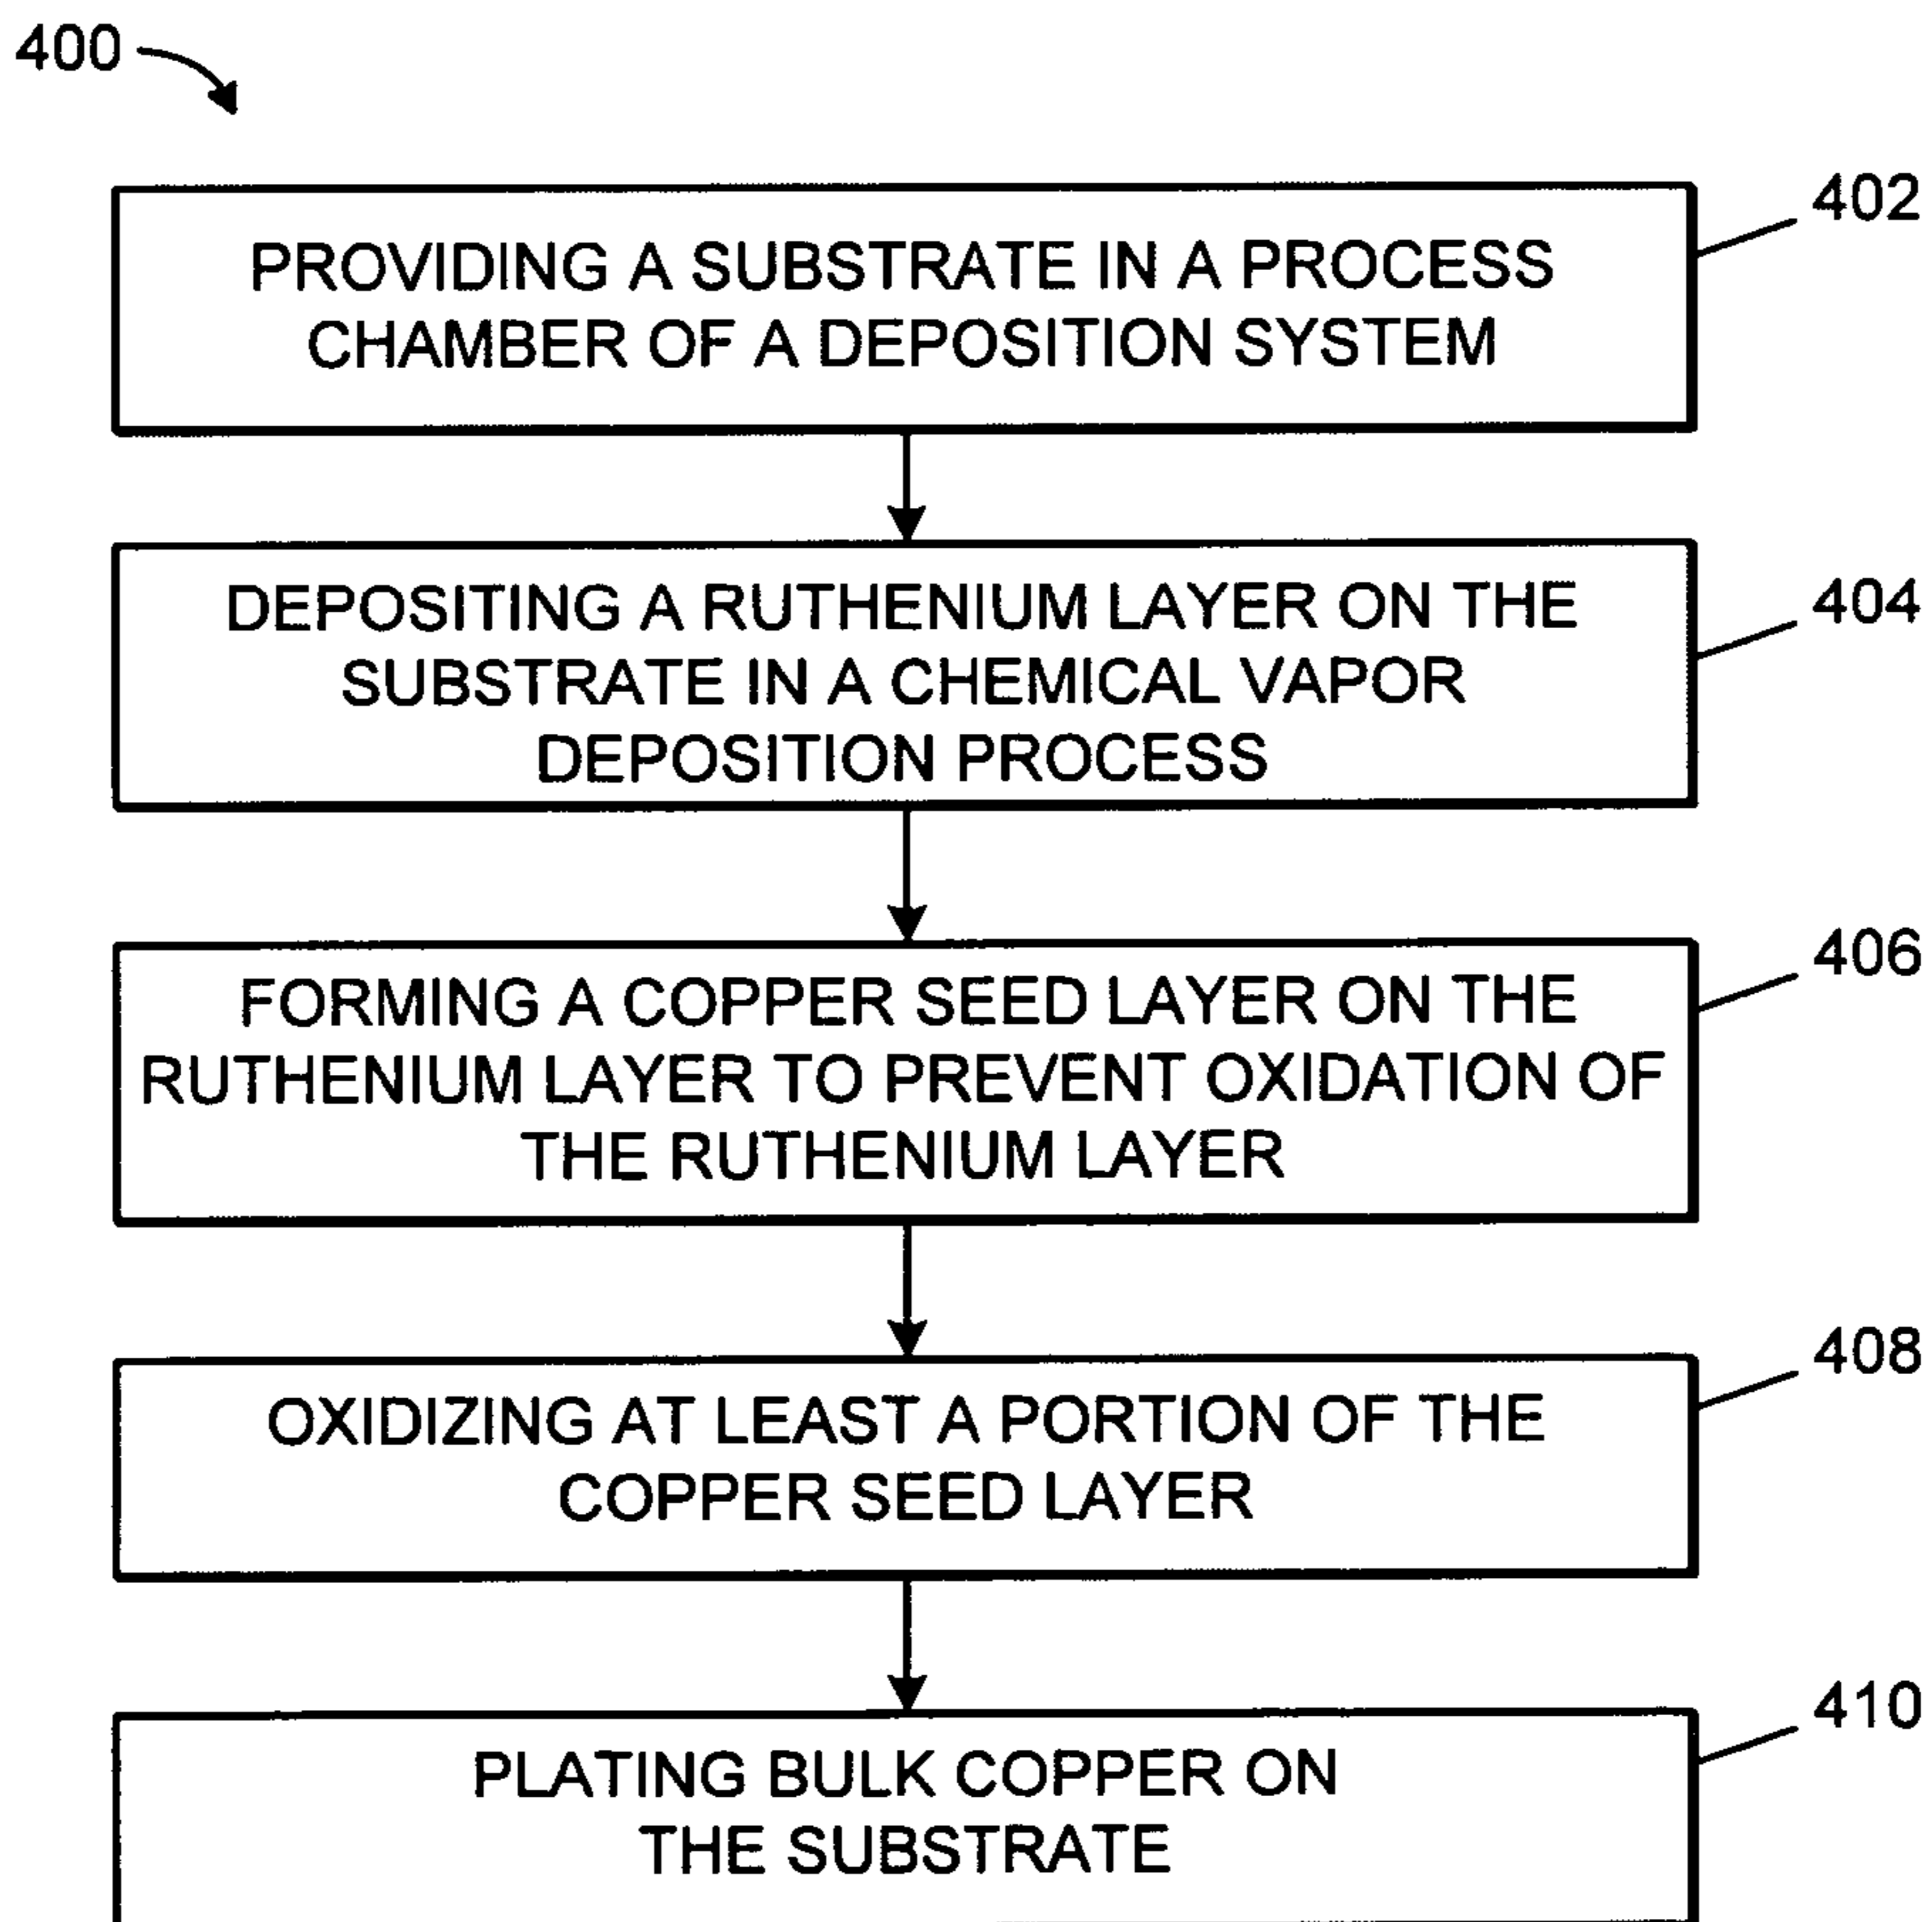 400
402
PROVIDING A SUBSTRATE IN A PROCESS
CHAMBER OF A DEPOSITION SYSTEM
404
DEPOSITING A RUTHENIUM LAYER ON THE
SUBSTRATE IN A CHEMICAL VAPOR
DEPOSITION PROCESS
406
FORMING A COPPER SEED LAYER ON THE
RUTHENIUM LAYER TO PREVENT OXIDATION OF
THE RUTHENIUM LAYER
408
OXIDIZING AT LEAST A PORTION OF THE
COPPER SEED LAYER
410
PLATING BULK COPPER ON
THE SUBSTRATE